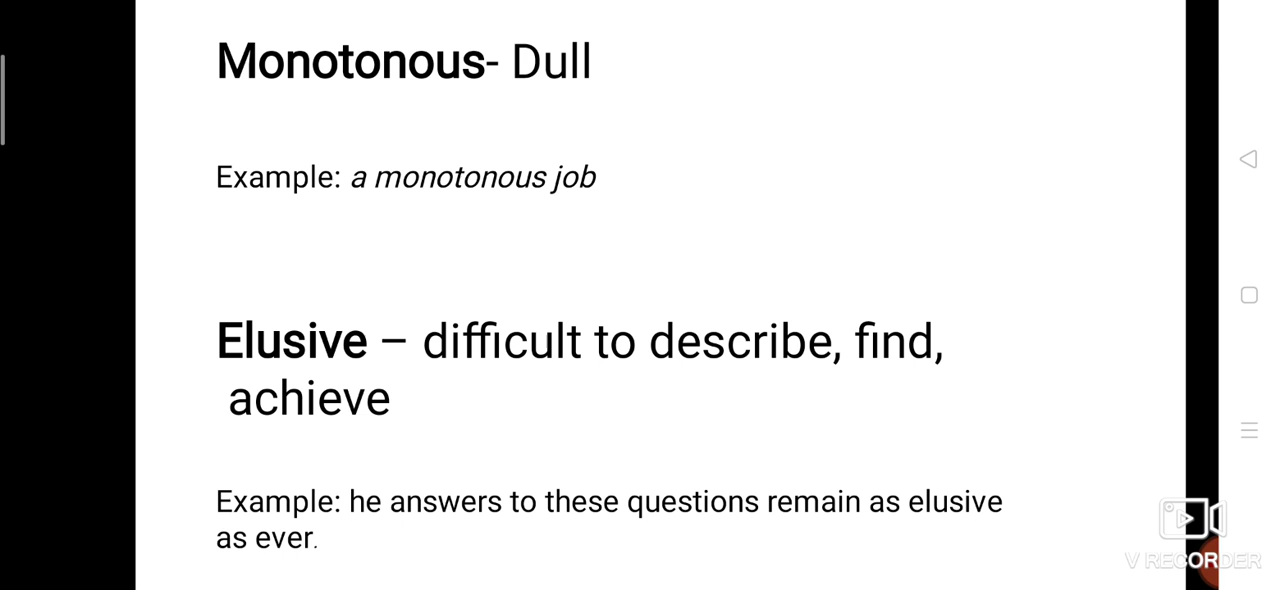 Monotonous- Dull
Example: a monotonous job
Elusive – difficult to describe, find,
achieve
Example: he answers to these questions remain as elusive
as ever.
V RECORDER